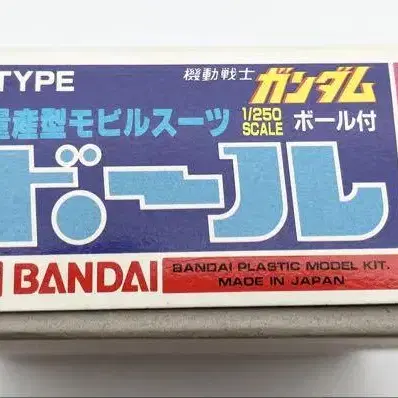 TYPE
機動戦士 ガンダム
量産型モビルスーツ 1/250 SCALE ボール付
ボール
BANDAI
BANDAI PLASTIC MODEL KIT.
MADE IN JAPAN